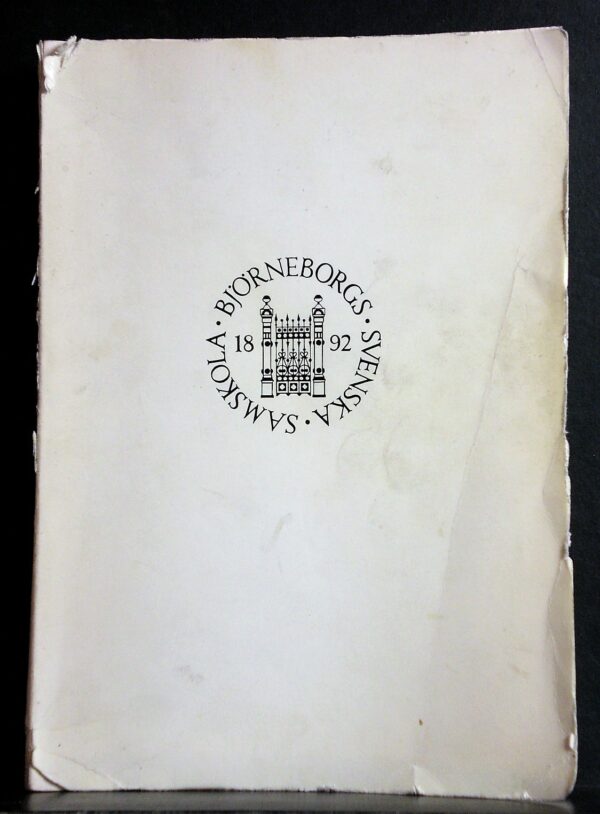 BJÖRNEBORGS · SVENSKA · SAMSKOLA ·
18 92